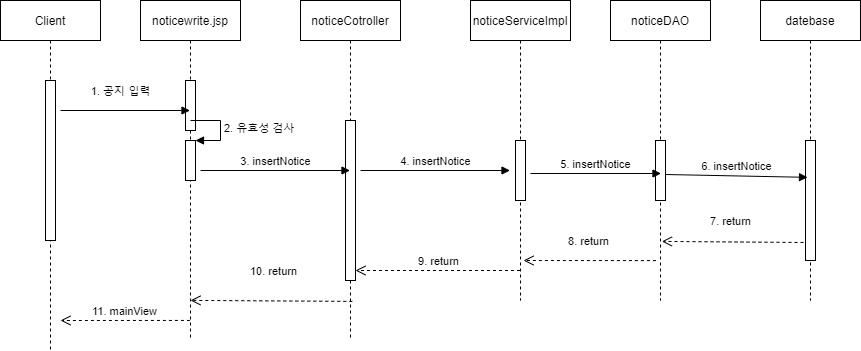 Client
noticewrite.jsp
noticeCotroller
noticeServiceImpl
noticeDAO
datebase
1. 공지 입력
2. 유효성 검사
3. insertNotice
4. insertNotice
5. insertNotice
6. insertNotice
7. return
8. return
9. return
10. return
11. mainView